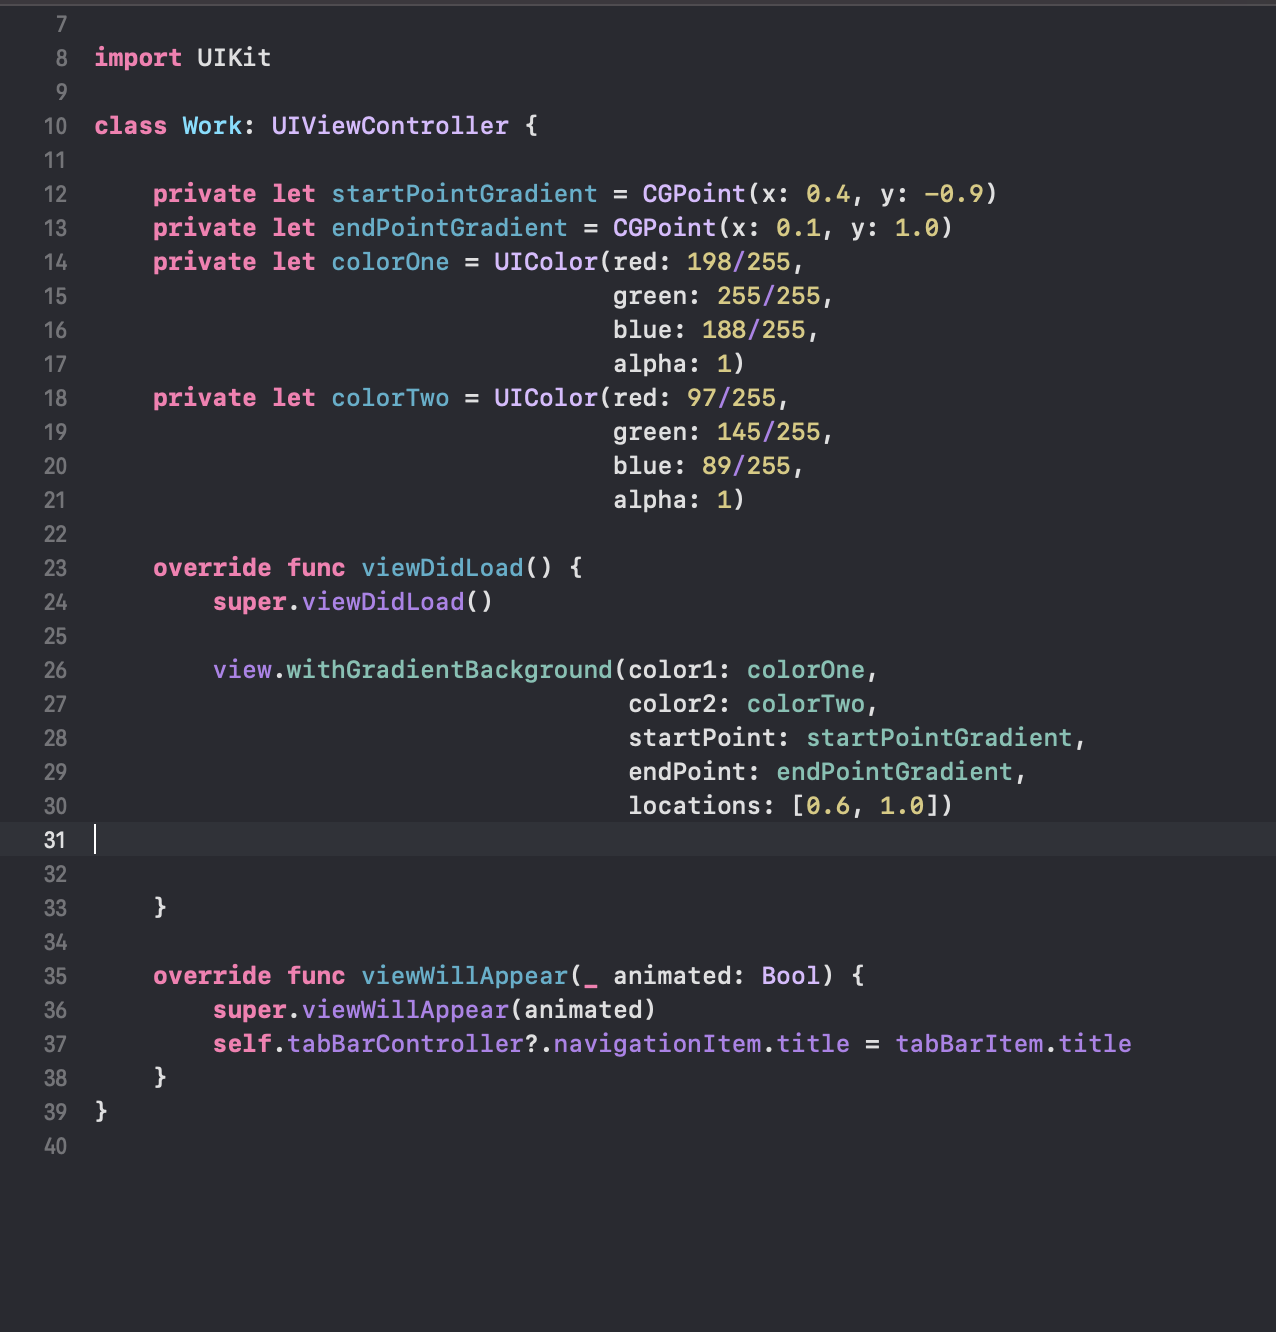 7
8 import UIKit
9
10 class Work: UIViewController {
11
12     private let startPointGradient = CGPoint(x: 0.4, y: -0.9)
13     private let endPointGradient = CGPoint(x: 0.1, y: 1.0)
14     private let colorOne = UIColor(red: 198/255,
15                                    green: 255/255,
16                                    blue: 188/255,
17                                    alpha: 1)
18     private let colorTwo = UIColor(red: 97/255,
19                                    green: 145/255,
20                                    blue: 89/255,
21                                    alpha: 1)
22
23     override func viewDidLoad() {
24         super.viewDidLoad()
25
26         view.withGradientBackground(color1: colorOne,
27                                     color2: colorTwo,
28                                     startPoint: startPointGradient,
29                                     endPoint: endPointGradient,
30                                     locations: [0.6, 1.0])
31
32
33     }
34
35     override func viewWillAppear(_ animated: Bool) {
36         super.viewWillAppear(animated)
37         self.tabBarController?.navigationItem.title = tabBarItem.title
38     }
39 }
40